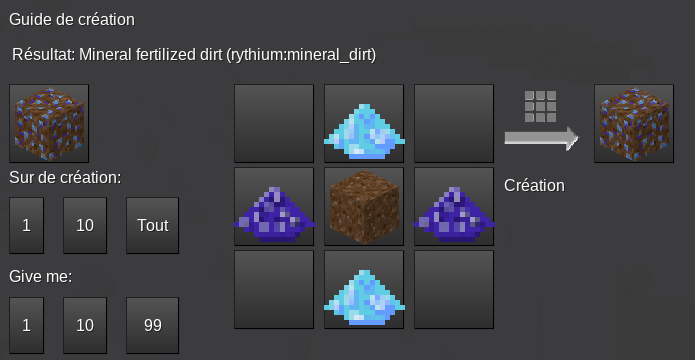 Guide de création
Résultat: Mineral fertilized dirt (rythium:mineral_dirt)
Sur de création:
1 10 Tout
Création
Give me:
1 10 99